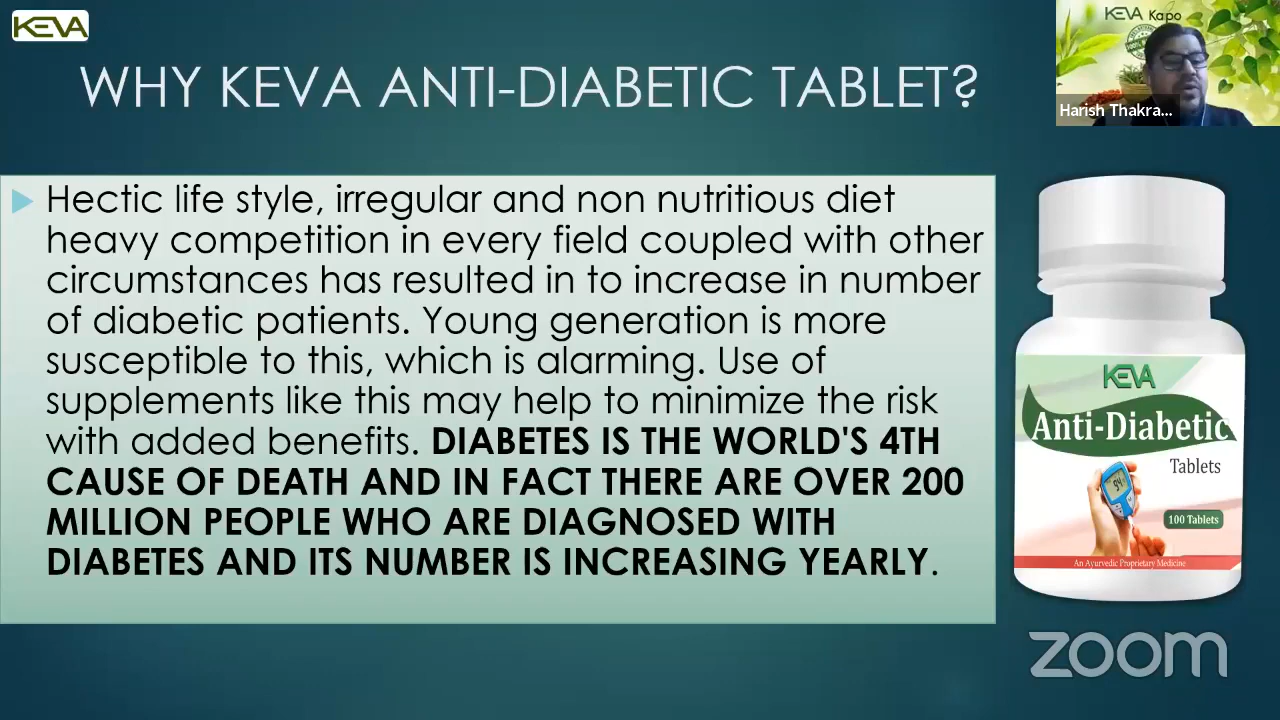 KEVA
WHY KEVA ANTI-DIABETIC TABLET?
KEVA Kapo
Harish Thakra...
Hectic life style, irregular and non nutritious diet
heavy competition in every field coupled with other
circumstances has resulted in to increase in number
of diabetic patients. Young generation is more
susceptible to this, which is alarming. Use of
supplements like this may help to minimize the risk
with added benefits. DIABETES IS THE WORLD'S 4TH
CAUSE OF DEATH AND IN FACT THERE ARE OVER 200
MILLION PEOPLE WHO ARE DIAGNOSED WITH
DIABETES AND ITS NUMBER IS INCREASING YEARLY.
KEVA
Anti-Diabetic
Tablets
100 Tablets
An Ayurvedic Proprietary Medicine
zoom